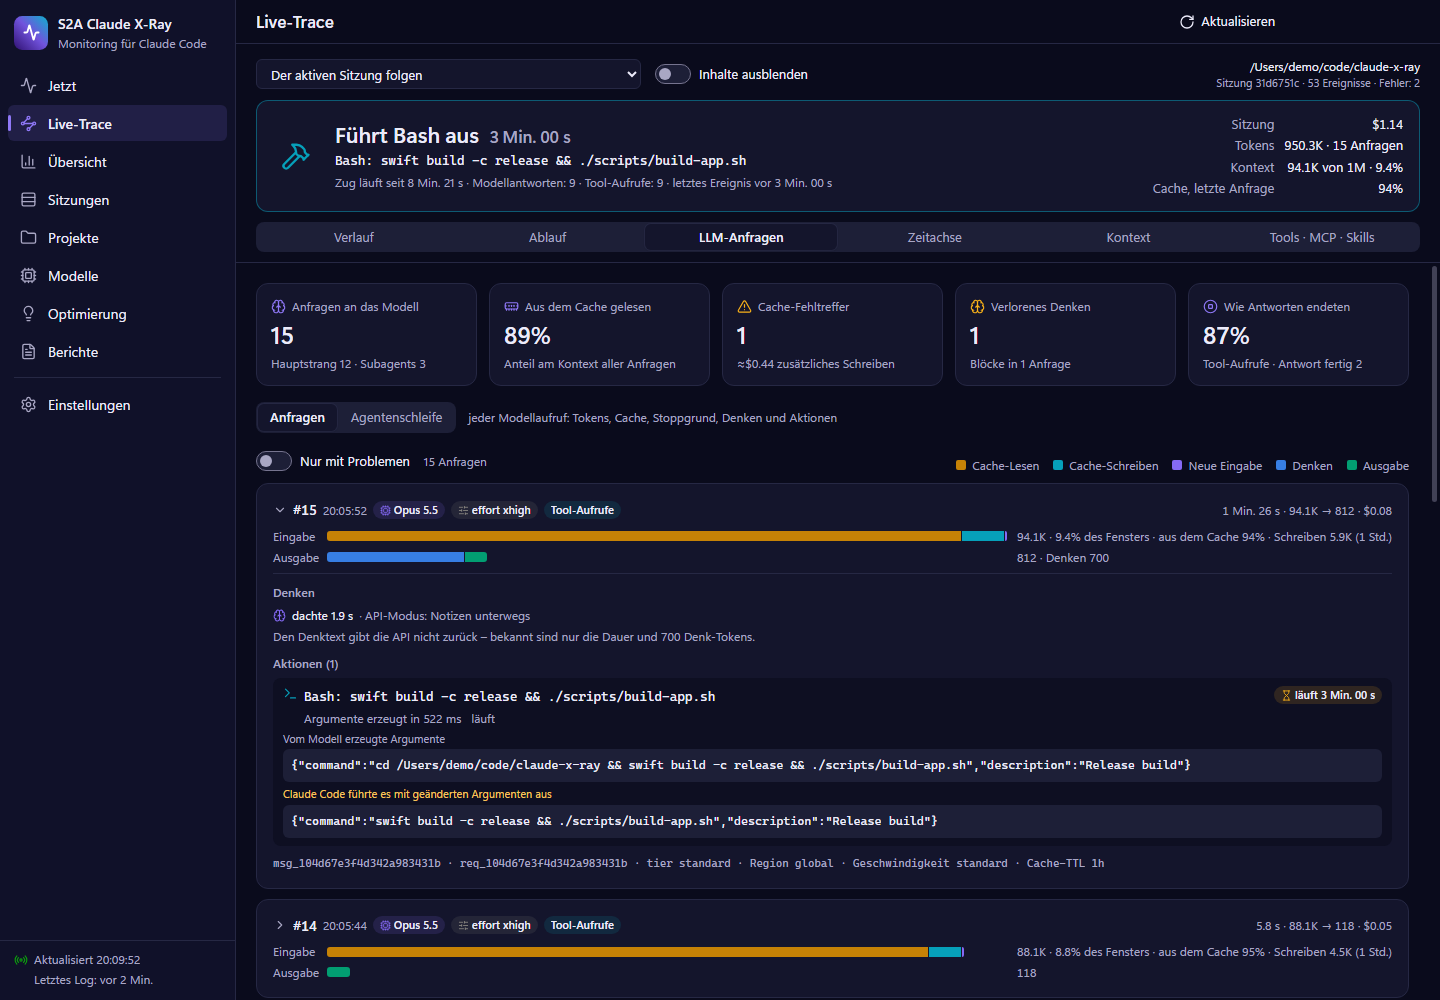 S2A Claude X-Ray
Monitoring für Claude Code
Jetzt
Live-Trace
Übersicht
Sitzungen
Projekte
Modelle
Optimierung
Berichte
Einstellungen
Aktualisiert 20:09:52
Letztes Log: vor 2 Min.
Live-Trace
Aktualisieren
Der aktiven Sitzung folgen
Inhalte ausblenden
/Users/demo/code/claude-x-ray
Sitzung 31d6751c · 53 Ereignisse · Fehler: 2
Führt Bash aus 3 Min. 00 s
Bash: swift build -c release && ./scripts/build-app.sh
Zug läuft seit 8 Min. 21 s · Modellantworten: 9 · Tool-Aufrufe: 9 · letztes Ereignis vor 3 Min. 00 s
Sitzung $1.14
Tokens 950.3K · 15 Anfragen
Kontext 94.1K von 1M · 9.4%
Cache, letzte Anfrage 94%
Verlauf
Ablauf
LLM-Anfragen
Zeitachse
Kontext
Tools · MCP · Skills
Anfragen an das Modell
15
Hauptstrang 12 · Subagents 3
Aus dem Cache gelesen
89%
Anteil am Kontext aller Anfragen
Cache-Fehltreffer
1
≈$0.44 zusätzliches Schreiben
Verlorenes Denken
1
Blöcke in 1 Anfrage
Wie Antworten endeten
87%
Tool-Aufrufe · Antwort fertig 2
Anfragen
Agentenschleife
jeder Modellaufruf: Tokens, Cache, Stoppgrund, Denken und Aktionen
Nur mit Problemen
15 Anfragen
Cache-Lesen
Cache-Schreiben
Neue Eingabe
Denken
Ausgabe
#15 20:05:52 Opus 5.5 effort xhigh Tool-Aufrufe
1 Min. 26 s · 94.1K → 812 · $0.08
Eingabe
94.1K · 9.4% des Fensters · aus dem Cache 94% · Schreiben 5.9K (1 Std.)
Ausgabe
812 · Denken 700
Denken
dachte 1.9 s · API-Modus: Notizen unterwegs
Den Denktext gibt die API nicht zurück – bekannt sind nur die Dauer und 700 Denk-Tokens.
Aktionen (1)
Bash: swift build -c release && ./scripts/build-app.sh
läuft 3 Min. 00 s
Argumente erzeugt in 522 ms läuft
Vom Modell erzeugte Argumente
{"command":"cd /Users/demo/code/claude-x-ray && swift build -c release && ./scripts/build-app.sh","description":"Release build"}
Claude Code führte es mit geänderten Argumenten aus
{"command":"swift build -c release && ./scripts/build-app.sh","description":"Release build"}
msg_104d67e3f4d342a983431b · req_104d67e3f4d342a983431b · tier standard · Region global · Geschwindigkeit standard · Cache-TTL 1h
#14 20:05:44 Opus 5.5 effort xhigh Tool-Aufrufe
5.8 s · 88.1K → 118 · $0.05
Eingabe
88.1K · 8.8% des Fensters · aus dem Cache 95% · Schreiben 4.5K (1 Std.)
Ausgabe
118